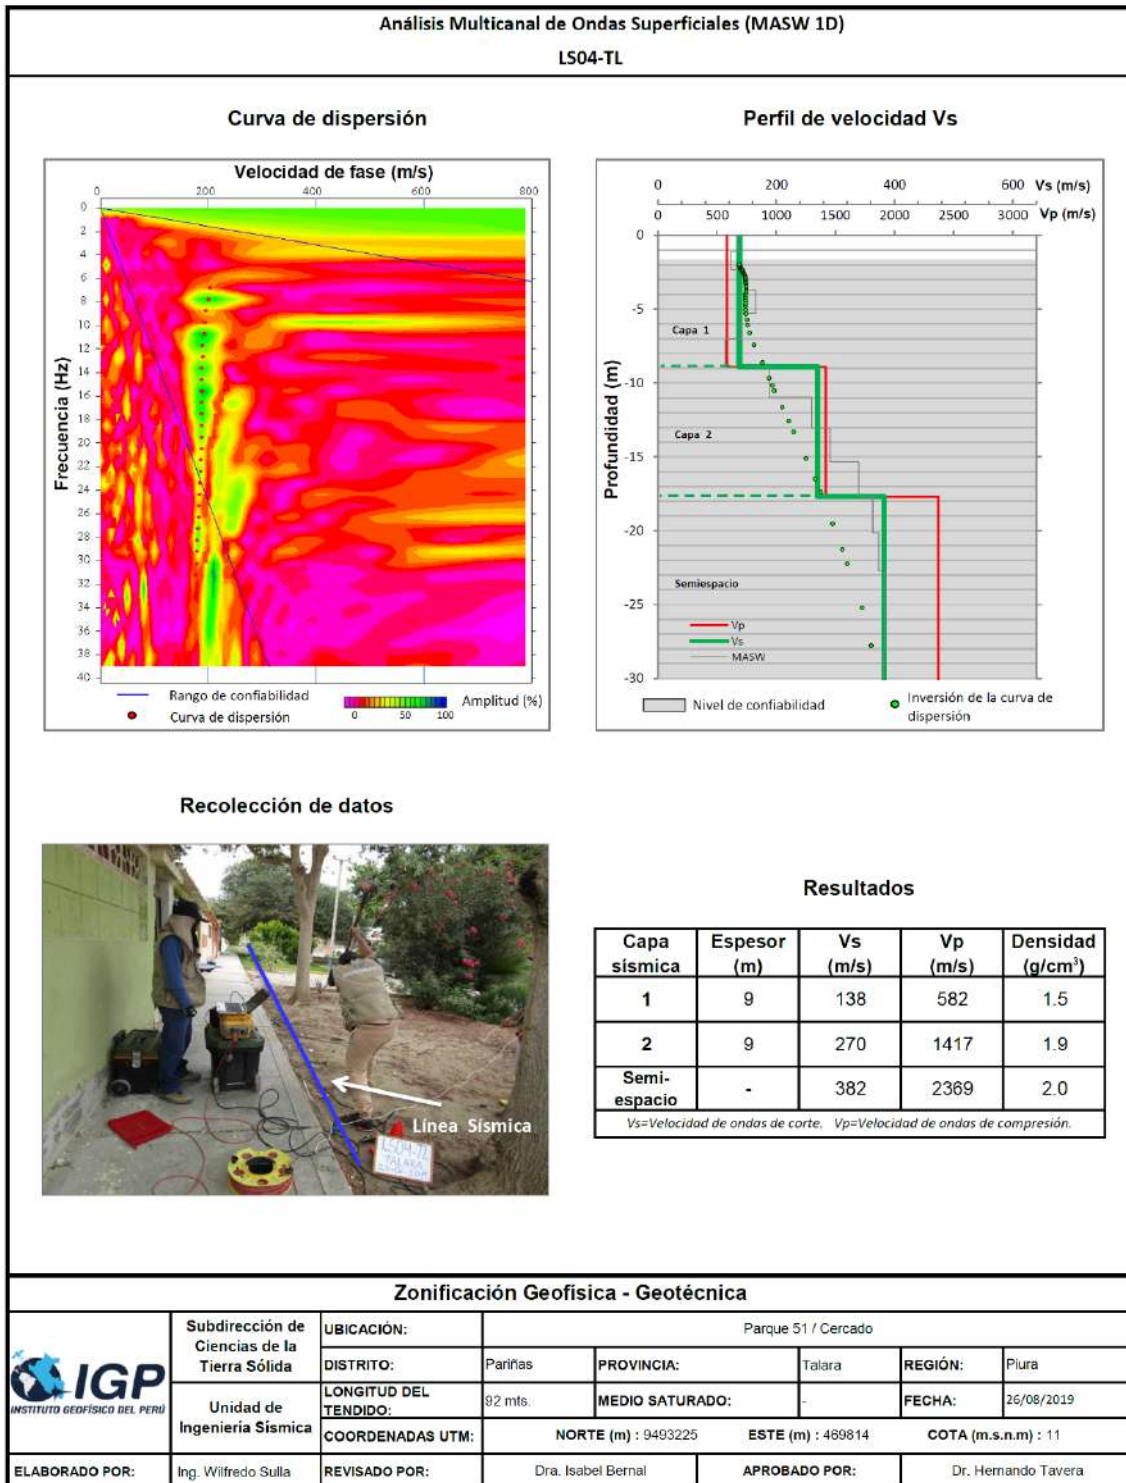 Análisis Multicanal de Ondas Superficiales (MASW 1D)
LS04-TL
Curva de dispersión
Velocidad de fase (m/s)
0 200 400 600 800
Frecuencia (Hz)
0
2
4
6
8
10
12
14
16
18
20
22
24
26
28
30
32
34
36
38
40
Rango de confiabilidad
Curva de dispersión
Amplitud (%)
0 50 100
Perfil de velocidad Vs
0 200 400 600 Vs (m/s)
0 500 1000 1500 2000 2500 3000 Vp (m/s)
Profundidad (m)
0
-5
-10
-15
-20
-25
-30
Capa 1
Capa 2
Semiespacio
Vp
Vs
MASW
Nivel de confiabilidad
Inversión de la curva de
dispersión
Recolección de datos
Línea Sísmica
LS04-TL
TALARA
Resultados
Capa sísmica Espesor (m) Vs (m/s) Vp (m/s) Densidad (g/cm³)
1 9 138 582 1.5
2 9 270 1417 1.9
Semi-espacio - 382 2369 2.0
Vs=Velocidad de ondas de corte, Vp=Velocidad de ondas de compresión.
Zonificación Geofísica - Geotécnica
IGP
INSTITUTO GEOFÍSICO DEL PERÚ
Subdirección de
Ciencias de la
Tierra Sólida
Unidad de
Ingeniería Sísmica
UBICACIÓN: Parque 51 / Cercado
DISTRITO: Pariñas PROVINCIA: Talara REGIÓN: Piura
LONGITUD DEL TENDIDO: 92 mts. MEDIO SATURADO: - FECHA: 26/08/2019
COORDENADAS UTM: NORTE (m) : 9493225 ESTE (m) : 469814 COTA (m.s.n.m) : 11
ELABORADO POR: Ing. Wilfredo Sulla REVISADO POR: Dra. Isabel Bernal APROBADO POR: Dr. Hernando Tavera